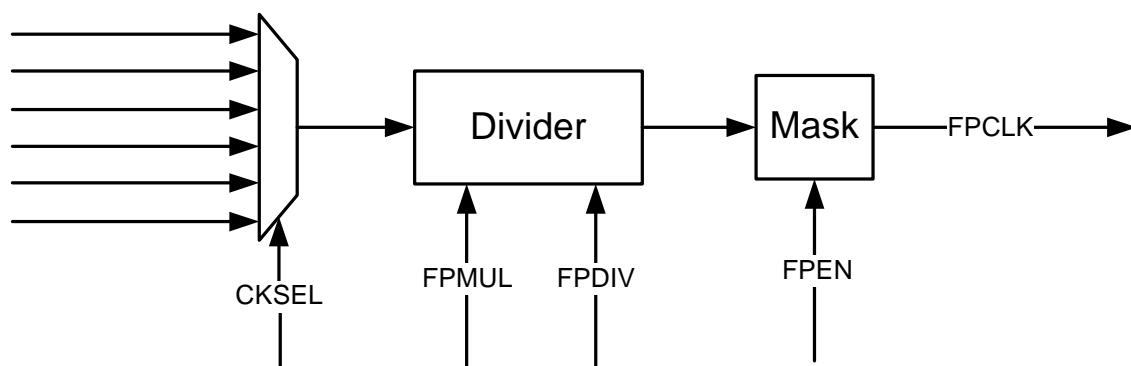 Divider
Mask
FPCLK
FPMUL
FPDIV
FPEN
CKSEL